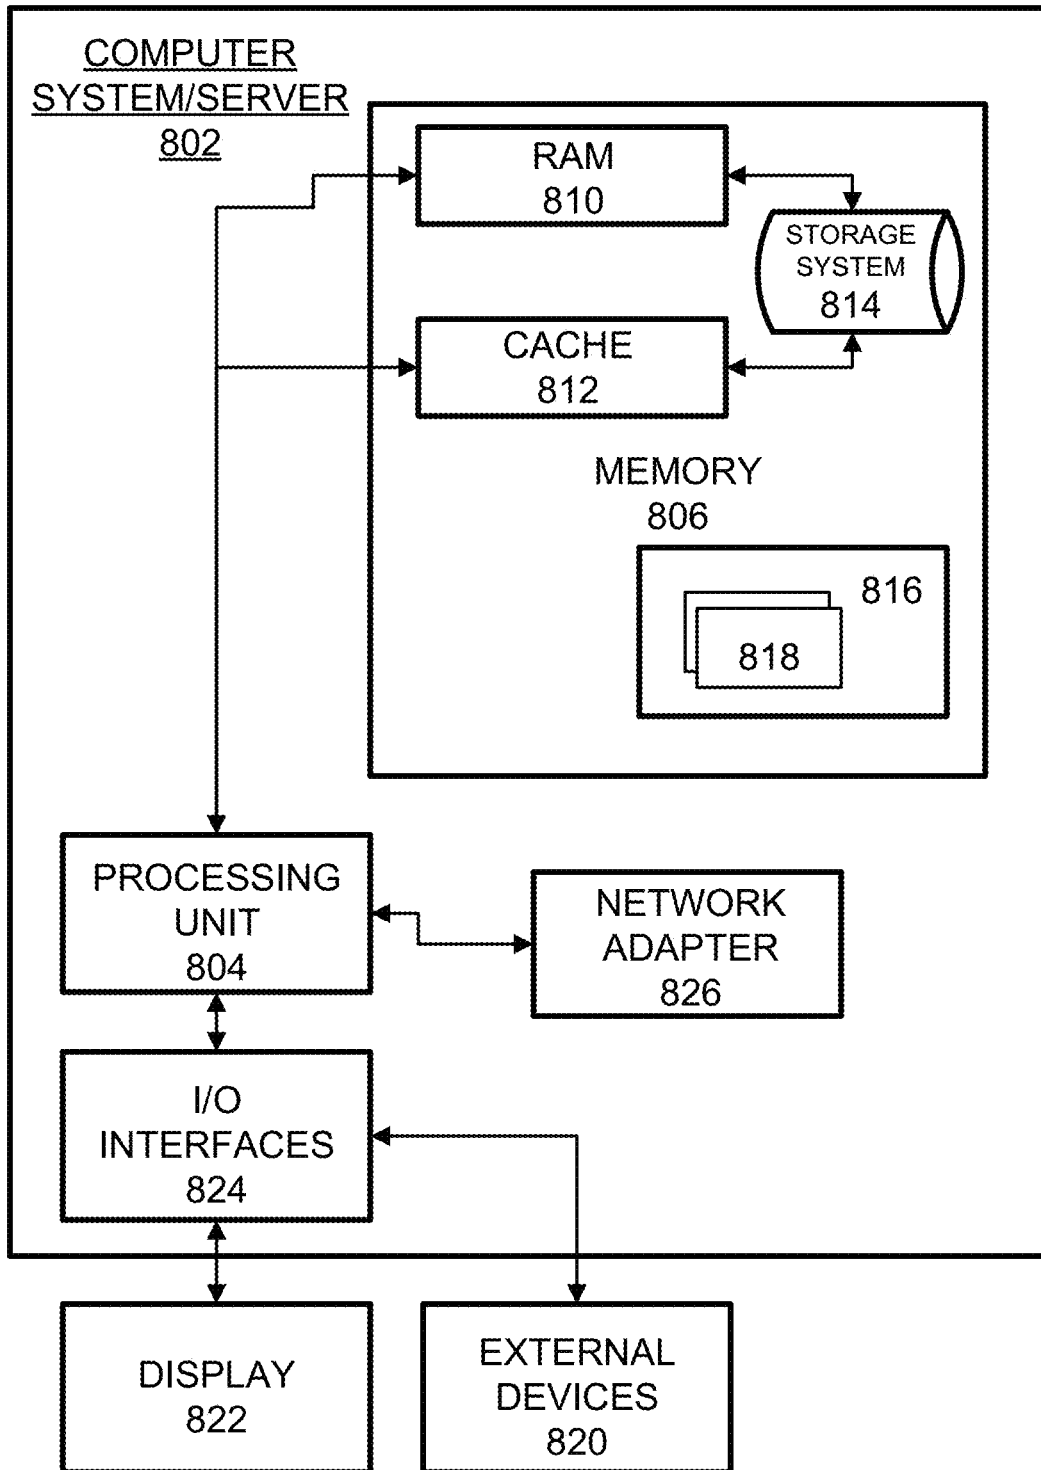 COMPUTER
SYSTEM/SERVER
802
RAM
810
STORAGE
SYSTEM
814
CACHE
812
MEMORY
806
816
818
PROCESSING
UNIT
804
NETWORK
ADAPTER
826
I/O
INTERFACES
824
DISPLAY
822
EXTERNAL
DEVICES
820